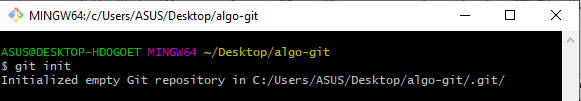 MINGW64:/c/Users/ASUS/Desktop/algo-git
ASUS@DESKTOP-HDOGOET MINGW64 ~/Desktop/algo-git
$ git init
Initialized empty Git repository in C:/Users/ASUS/Desktop/algo-git/.git/